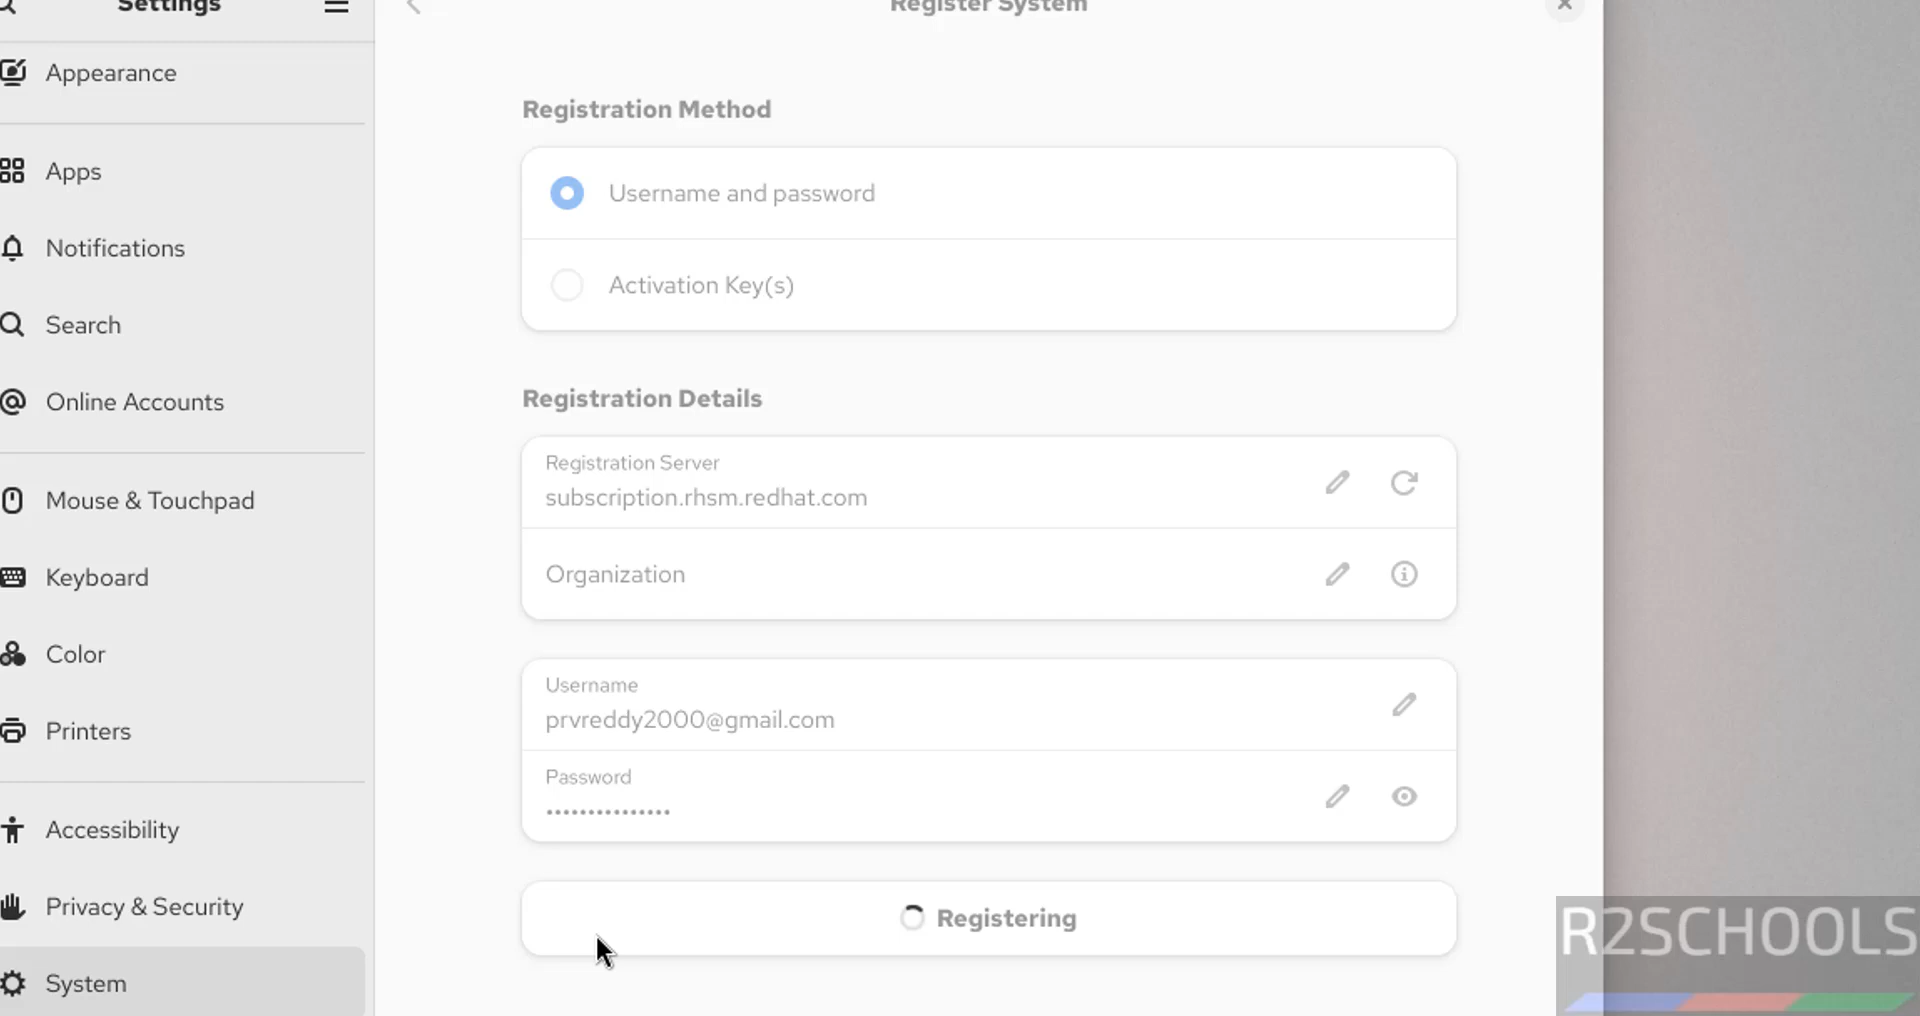 Settings
Register System
Appearance
Apps
Notifications
Search
Online Accounts
Mouse & Touchpad
Keyboard
Color
Printers
Accessibility
Privacy & Security
System
Registration Method
Username and password
Activation Key(s)
Registration Details
Registration Server
subscription.rhsm.redhat.com
Organization
Username
prvreddy2000@gmail.com
Password
•••••••••••••••
Registering
R2SCHOOLS